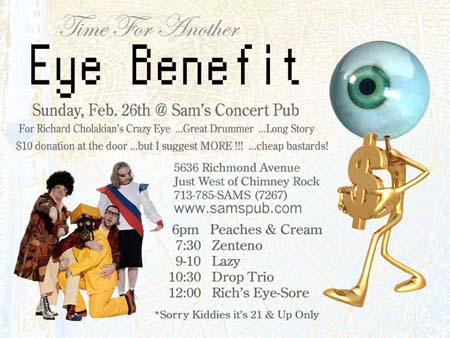 Time For Another
Eye Benefit
Sunday, Feb. 26th @ Sam's Concert Pub
For Richard Cholakian's Crazy Eye ...Great Drummer ...Long Story
$10 donation at the door ...but I suggest MORE !!! ...cheap bastards!
5636 Richmond Avenue
Just West of Chimney Rock
713-785-SAMS (7267)
www.samspub.com
6pm Peaches & Cream
7:30 Zenteno
9-10 Lazy
10:30 Drop Trio
12:00 Rich's Eye-Sore
*Sorry Kiddies it's 21 & Up Only
$